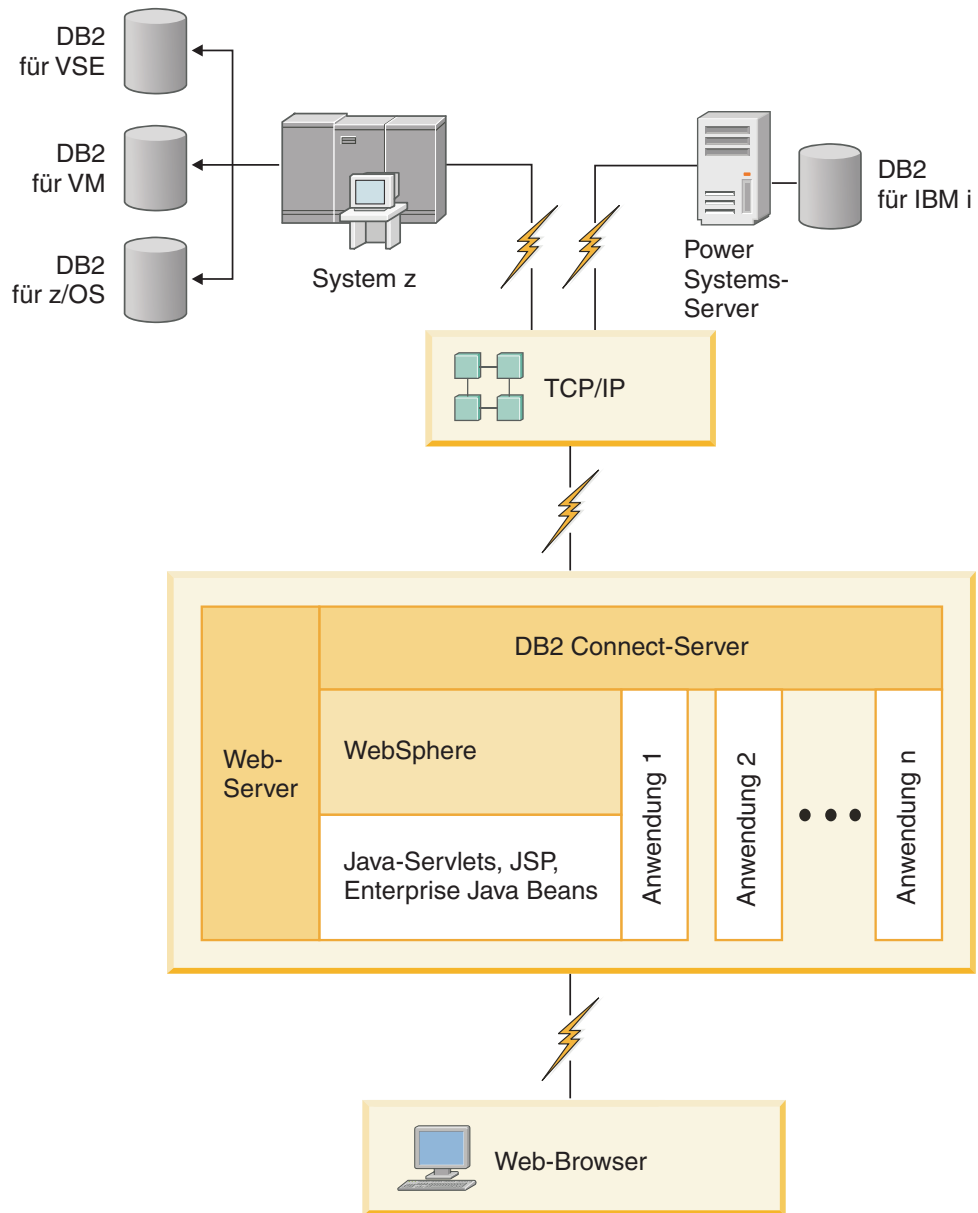 DB2
für VSE
DB2
für VM
DB2
für z/OS
System z
Power
Systems-
Server
DB2
für IBM i
TCP/IP
DB2 Connect-Server
Web-
Server
WebSphere
Java-Servlets, JSP,
Enterprise Java Beans
Anwendung 1
Anwendung 2
Anwendung n
Web-Browser